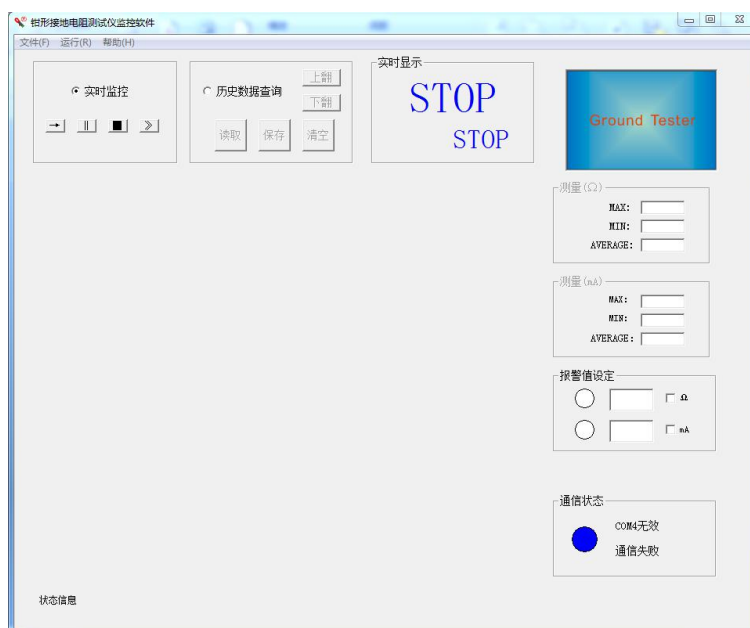 钳形接地电阻测试仪监控软件
文件(F) 运行(R) 帮助(H)
实时监控
历史数据查询
上翻
下翻
读取 保存 清空
实时显示
STOP
STOP
Ground Tester
测量(Ω)
MAX:
MIN:
AVERAGE:
测量(mA)
MAX:
MIN:
AVERAGE:
报警值设定
Ω
mA
通信状态
COM4无效
通信失败
状态信息